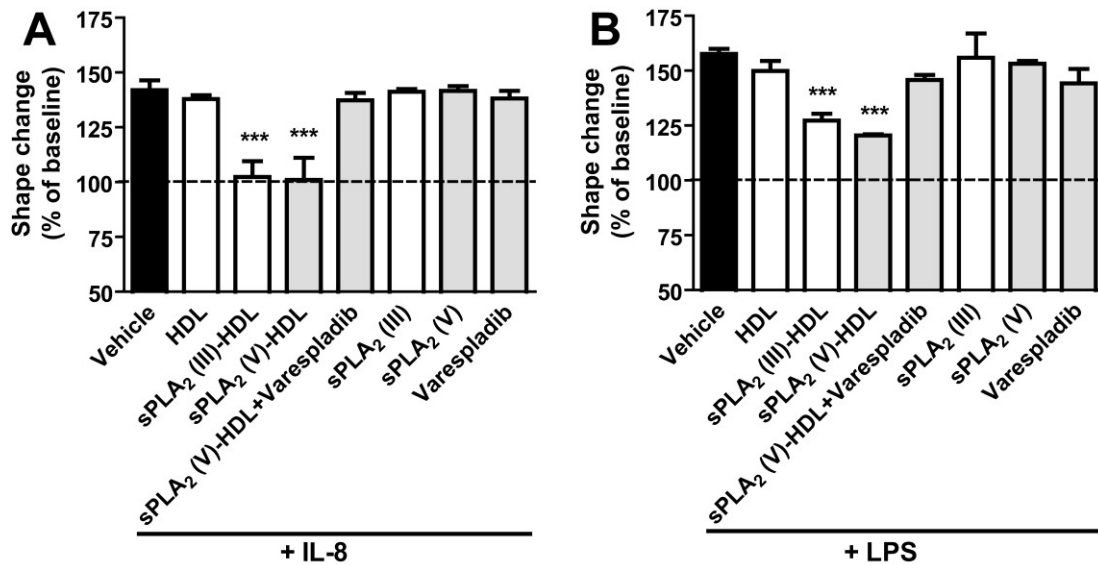 A
Shape change
(% of baseline)
175
150
125
100
75
50
***
***
Vehicle
HDL
sPLA₂ (III)-HDL
sPLA₂ (V)-HDL
sPLA₂ (V)-HDL+Varespladib
sPLA₂ (III)
sPLA₂ (V)
Varespladib
+ IL-8
B
Shape change
(% of baseline)
175
150
125
100
75
50
***
***
Vehicle
HDL
sPLA₂ (III)-HDL
sPLA₂ (V)-HDL
sPLA₂ (V)-HDL+Varespladib
sPLA₂ (III)
sPLA₂ (V)
Varespladib
+ LPS